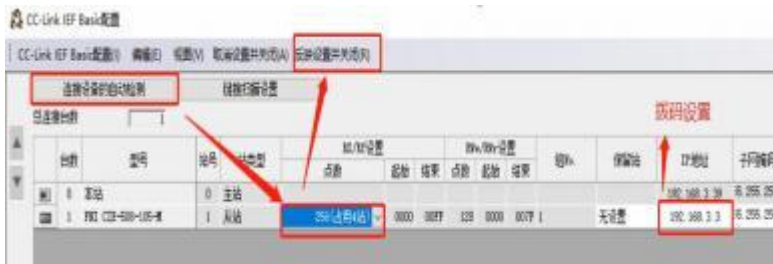 CC-Link IEF Basic配置
CC-Link IEF Basic配置(I) 编辑(E) 视图(V) 取消设置并关闭(A) 反映设置并关闭(R)
连接设备的自动检测 链接扫描设置
总连接台数 1
拨码设置
台数 型号 站号 站类型 RX/RY设置 RWw/RWr设置 组No. 保留站 IP地址 子网掩码
点数 起始 结束 点数 起始 结束
0 本站 0 主站 192.168.3.39
1 1 从站 256(占用4站) 0000 00FF 128 0000 007F 1 无设置 192.168.3.3